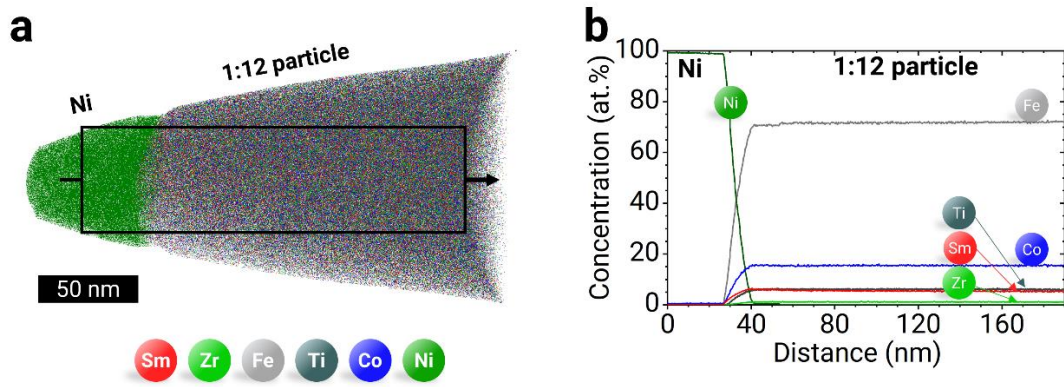 a
Ni
1:12 particle
50 nm
Sm Zr Fe Ti Co Ni
b
Concentration (at.%)
100
80
60
40
20
0
Ni
1:12 particle
Ni
Fe
Ti
Sm
Co
Zr
0 40 80 120 160
Distance (nm)